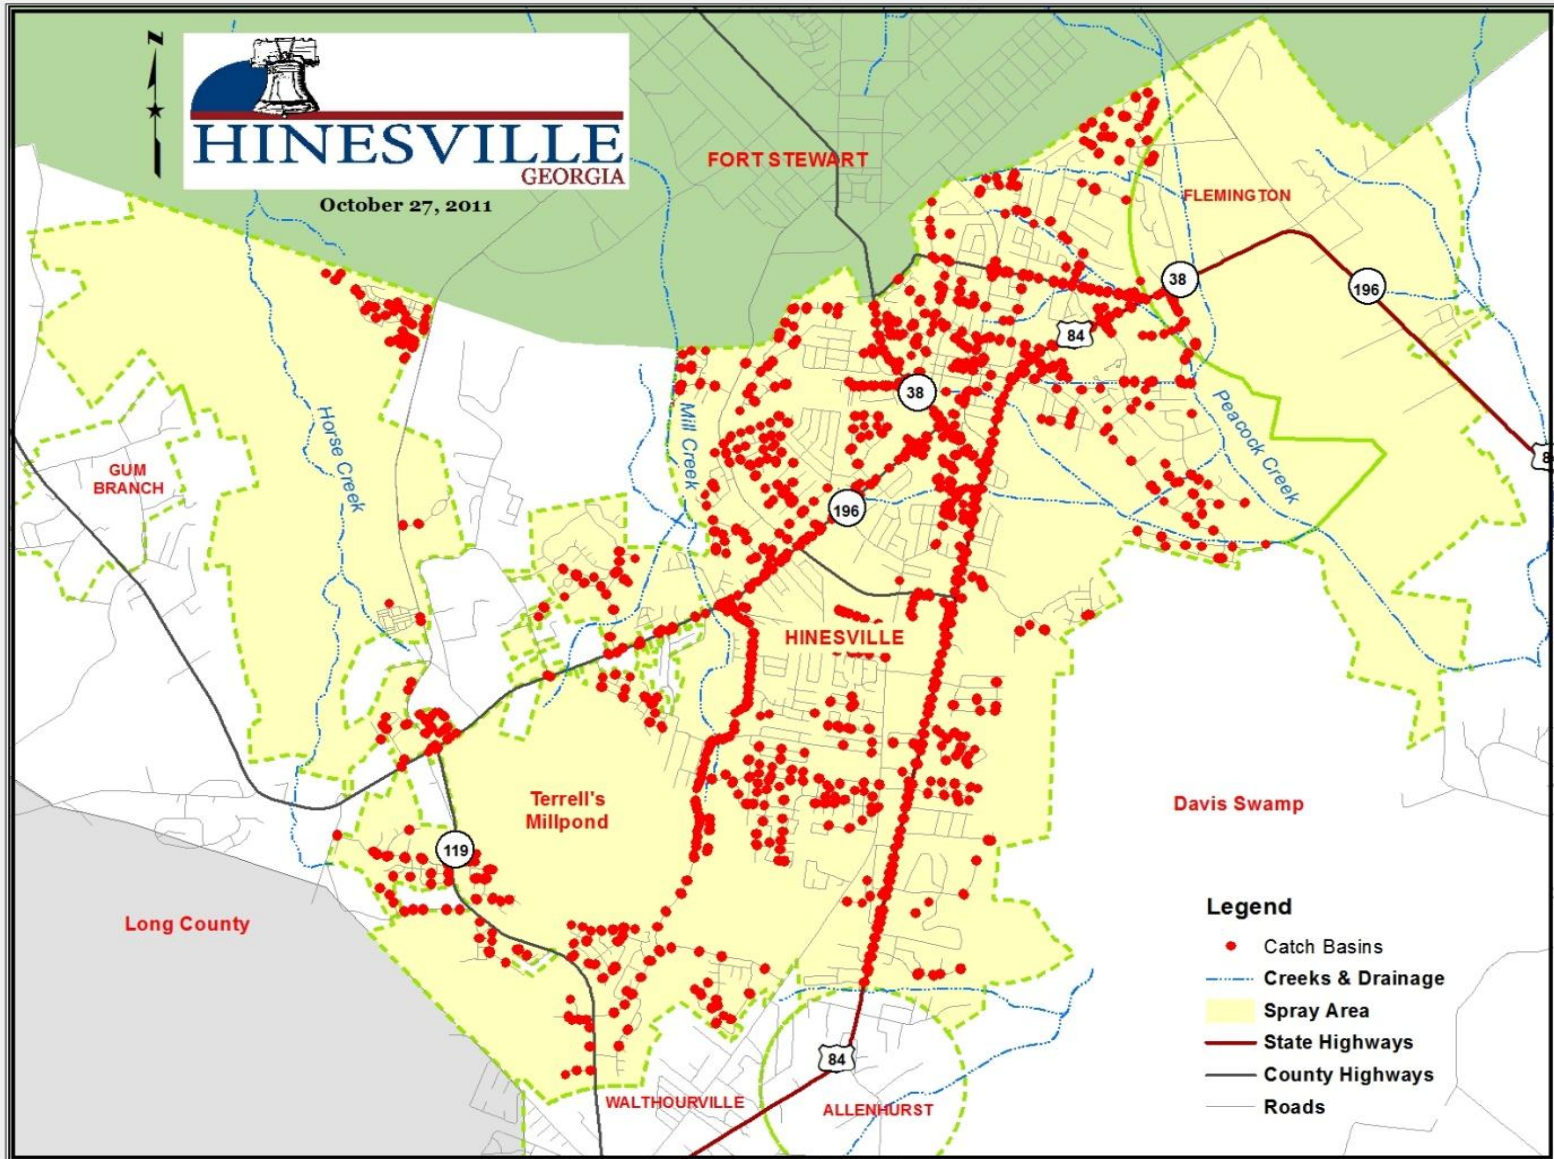 N
HINESVILLE
GEORGIA
October 27, 2011
FORT STEWART
FLEMINGTON
38
196
84
38
Horse Creek
Mill Creek
Peacock Creek
GUM
BRANCH
196
HINESVILLE
Terrell's
Millpond
Davis Swamp
119
Long County
84
WALTHOURVILLE
ALLENHURST
Legend
Catch Basins
Creeks & Drainage
Spray Area
State Highways
County Highways
Roads